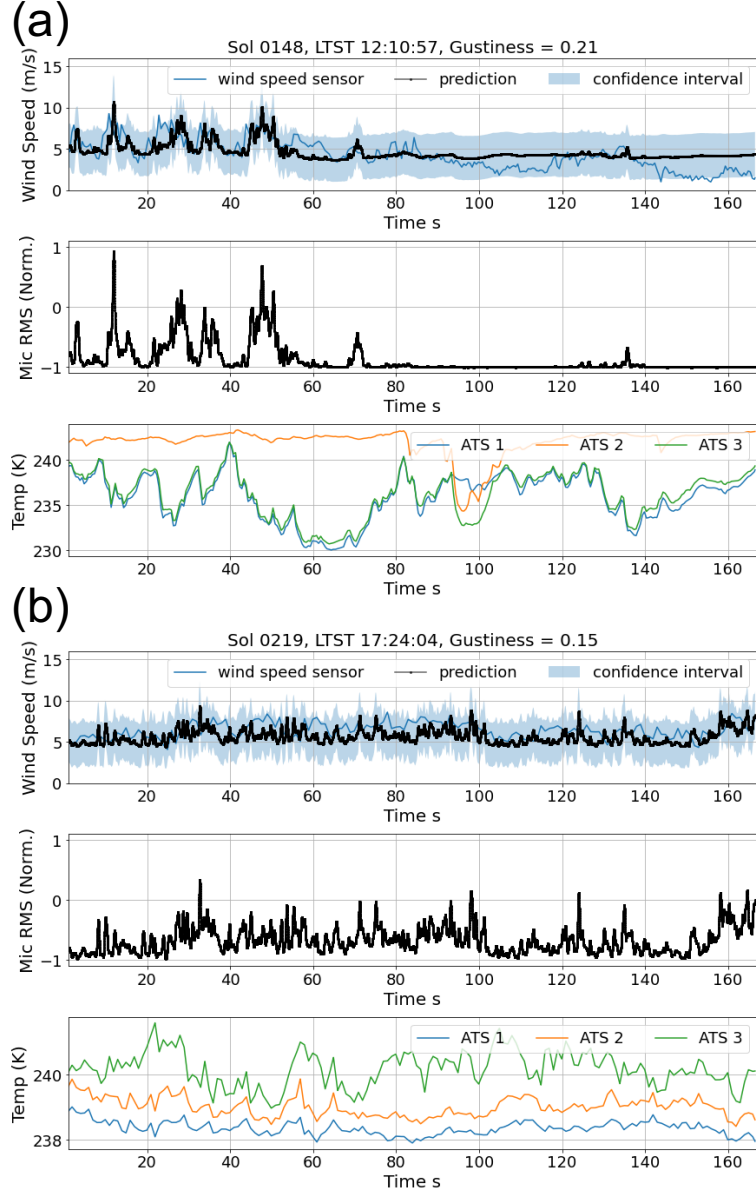 (a)
Sol 0148, LTST 12:10:57, Gustiness = 0.21
wind speed sensor prediction confidence interval
Wind Speed (m/s)
15
10
5
0
20 40 60 80 100 120 140 160
Time s
Mic RMS (Norm.)
1
0
−1
20 40 60 80 100 120 140 160
Time s
ATS 1 ATS 2 ATS 3
Temp (K)
240
235
230
20 40 60 80 100 120 140 160
Time s
(b)
Sol 0219, LTST 17:24:04, Gustiness = 0.15
wind speed sensor prediction confidence interval
Wind Speed (m/s)
15
10
5
0
20 40 60 80 100 120 140 160
Time s
Mic RMS (Norm.)
1
0
−1
20 40 60 80 100 120 140 160
Time s
ATS 1 ATS 2 ATS 3
Temp (K)
240
238
20 40 60 80 100 120 140 160
Time s